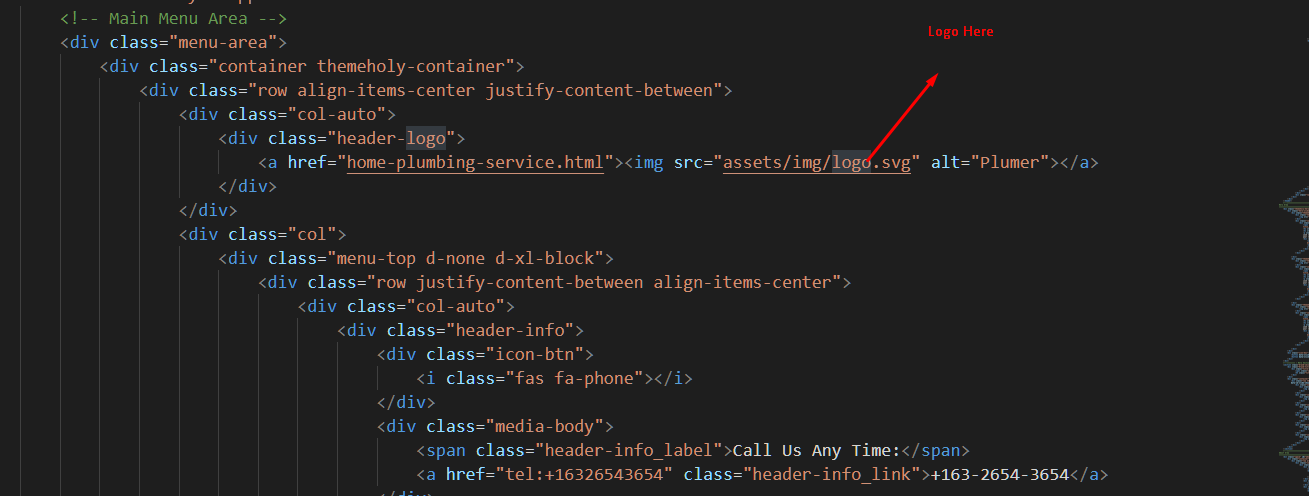 <!-- Main Menu Area -->
Logo Here
<div class="menu-area">
<div class="container themeholy-container">
<div class="row align-items-center justify-content-between">
<div class="col-auto">
<div class="header-logo">
<a href="home-plumbing-service.html"><img src="assets/img/logo.svg" alt="Plumer"></a>
</div>
</div>
<div class="col">
<div class="menu-top d-none d-xl-block">
<div class="row justify-content-between align-items-center">
<div class="col-auto">
<div class="header-info">
<div class="icon-btn">
<i class="fas fa-phone"></i>
</div>
<div class="media-body">
<span class="header-info_label">Call Us Any Time:</span>
<a href="tel:+16326543654" class="header-info_link">+163-2654-3654</a>